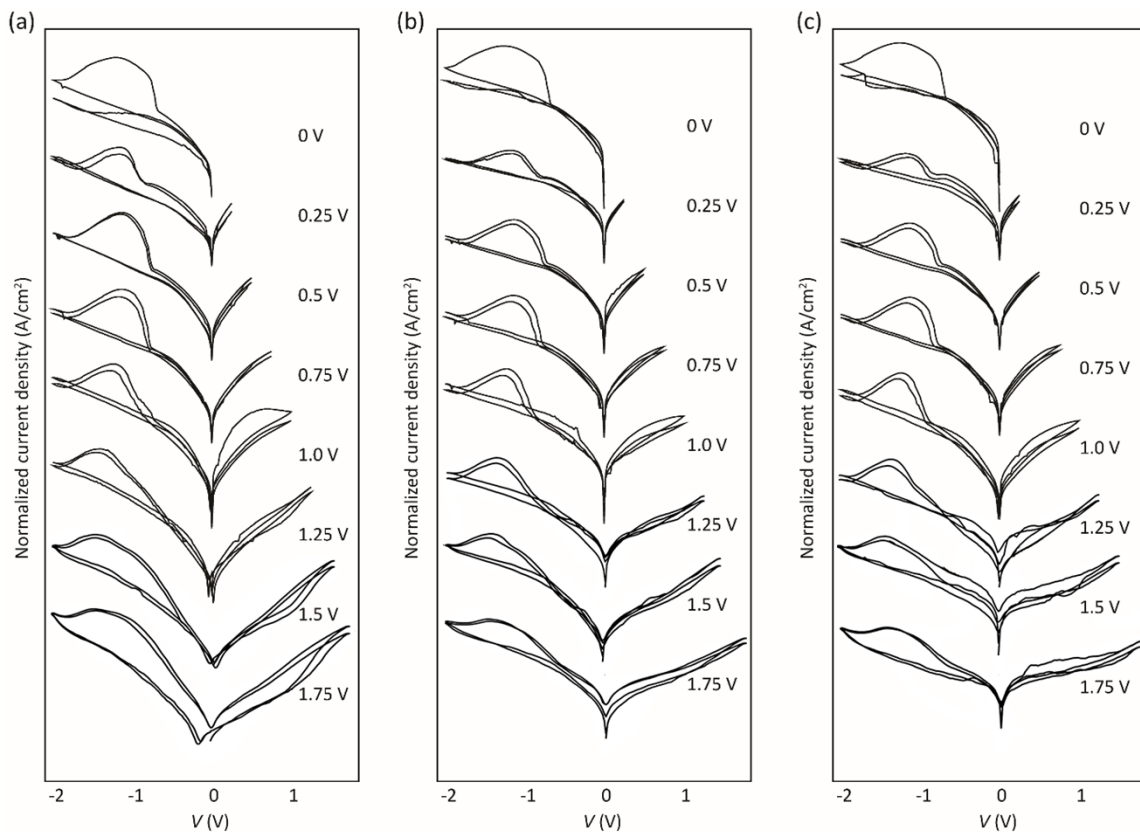 (a)
Normalized current density (A/cm²)
0 V
0.25 V
0.5 V
0.75 V
1.0 V
1.25 V
1.5 V
1.75 V
-2 -1 0 1
V (V)
(b)
Normalized current density (A/cm²)
0 V
0.25 V
0.5 V
0.75 V
1.0 V
1.25 V
1.5 V
1.75 V
-2 -1 0 1
V (V)
(c)
Normalized current density (A/cm²)
0 V
0.25 V
0.5 V
0.75 V
1.0 V
1.25 V
1.5 V
1.75 V
-2 -1 0 1
V (V)